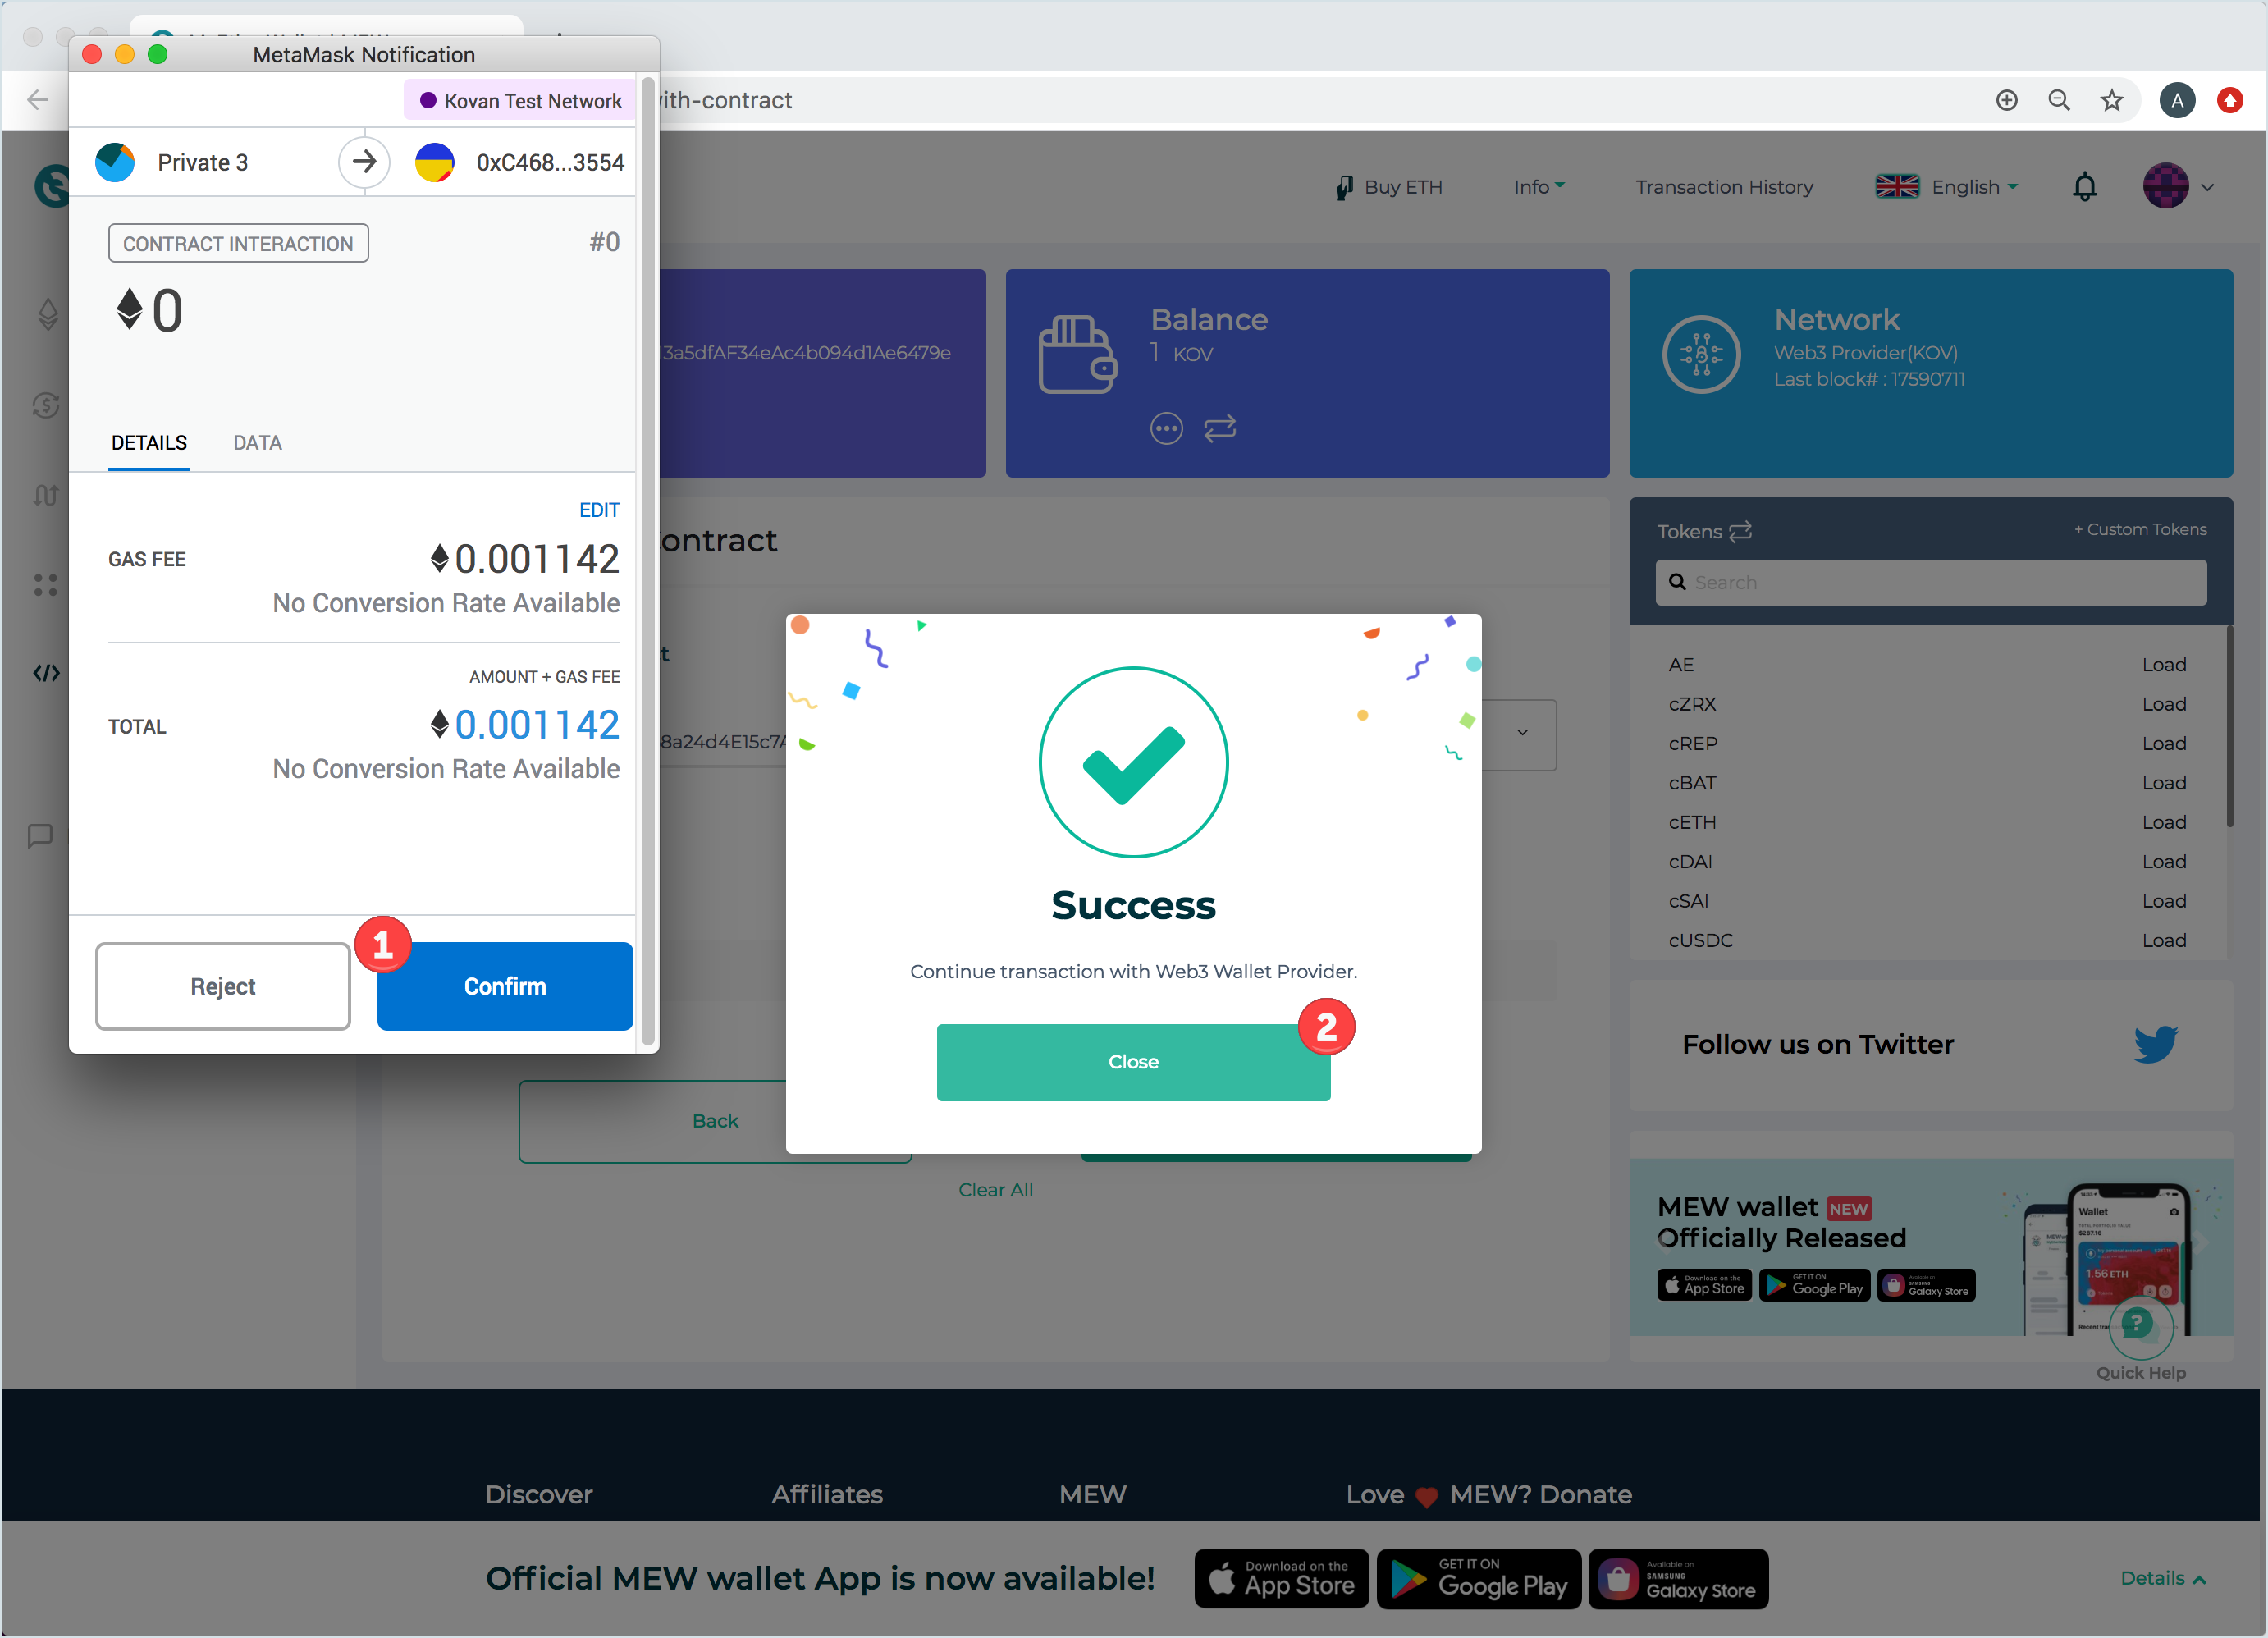 MetaMask Notification
Kovan Test Network
ith-contract
A
Private 3
0xC468...3554
Buy ETH
Info
Transaction History
English
CONTRACT INTERACTION
#0
0
DETAILS
DATA
EDIT
GAS FEE
0.001142
No Conversion Rate Available
AMOUNT + GAS FEE
TOTAL
0.001142
No Conversion Rate Available
1
Reject
Confirm
3a5dfAF34eAc4b094d1Ae6479e
Balance
1 KOV
Network
Web3 Provider(KOV)
Last block# : 17590711
ontract
t
8a24d4E15c7A
Success
Continue transaction with Web3 Wallet Provider.
2
Close
Back
Clear All
Tokens
+ Custom Tokens
Search
AE Load
cZRX Load
cREP Load
cBAT Load
cETH Load
cDAI Load
cSAI Load
cUSDC Load
Follow us on Twitter
MEW wallet NEW
Officially Released
Download on the
App Store
GET IT ON
Google Play
Available on
SAMSUNG
Galaxy Store
Wallet
$287.16
1.56 ETH
?
Quick Help
Discover
Affiliates
MEW
Love MEW? Donate
Official MEW wallet App is now available!
Download on the
App Store
GET IT ON
Google Play
Available on
SAMSUNG
Galaxy Store
Details